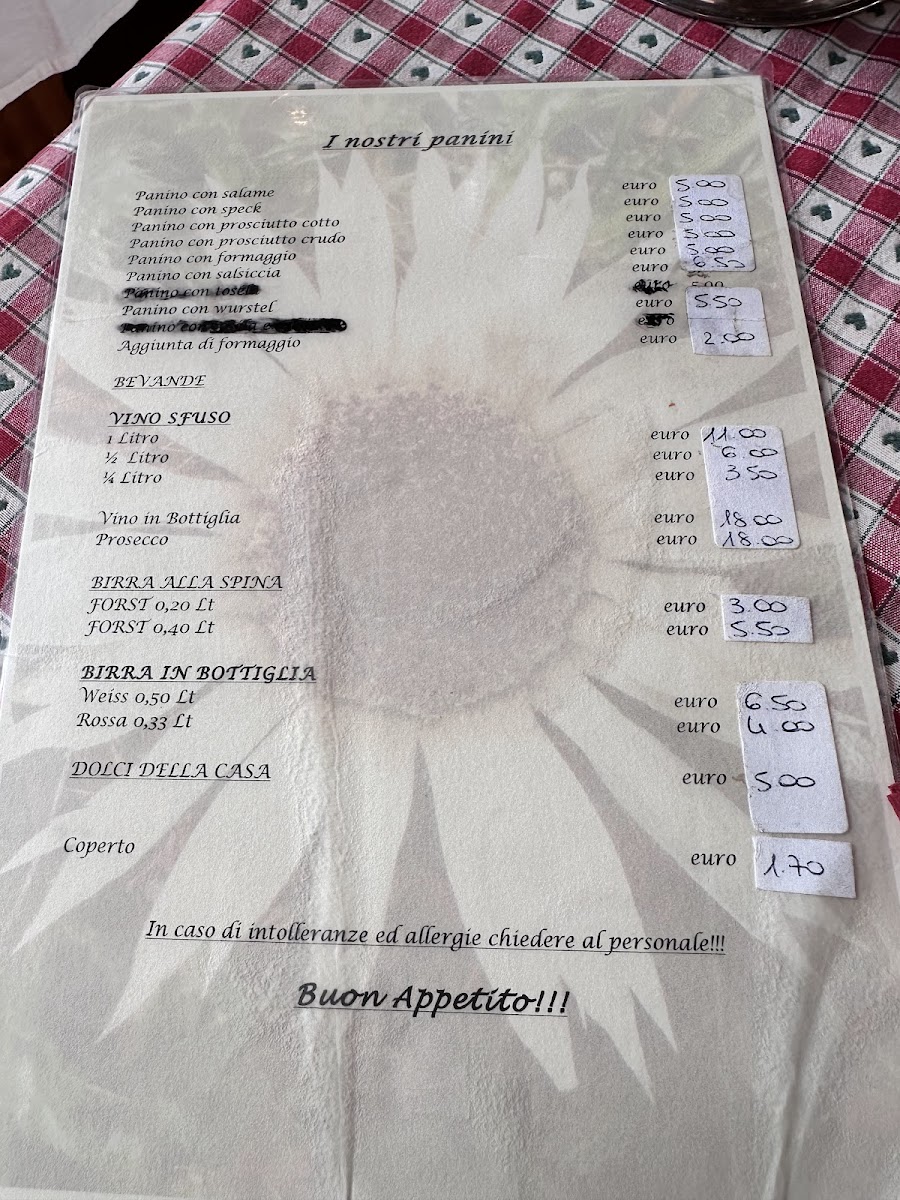 I nostri panini
Panino con salame euro 5.00
Panino con speck euro 5.00
Panino con prosciutto cotto euro 5.00
Panino con prosciutto crudo euro 5.00
Panino con formaggio euro 5.00
Panino con salsiccia euro 6.50
Panino con 5.00
Panino con wurstel euro 5.50
Panino con
Aggiunta di formaggio euro 2.00
BEVANDE
VINO SFUSO
1 Litro euro 11.00
½ Litro euro 6.00
¼ Litro euro 3.50
Vino in Bottiglia euro 18.00
Prosecco euro 18.00
BIRRA ALLA SPINA
FORST 0,20 Lt euro 3.00
FORST 0,40 Lt euro 5.50
BIRRA IN BOTTIGLIA
Weiss 0,50 Lt euro 6.50
Rossa 0,33 Lt euro 4.00
DOLCI DELLA CASA euro 5.00
Coperto euro 1.70
In caso di intolleranze ed allergie chiedere al personale!!!
Buon Appetito!!!